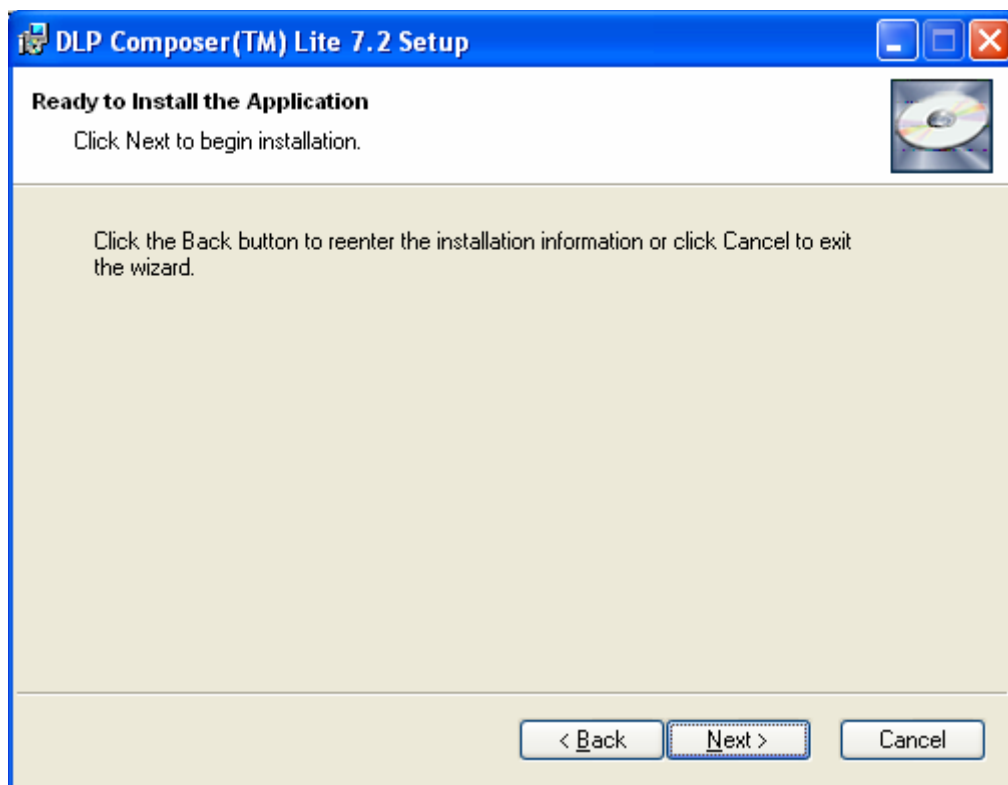 DLP Composer(TM) Lite 7.2 Setup
Ready to Install the Application
Click Next to begin installation.
Click the Back button to reenter the installation information or click Cancel to exit
the wizard.
< Back
Next >
Cancel